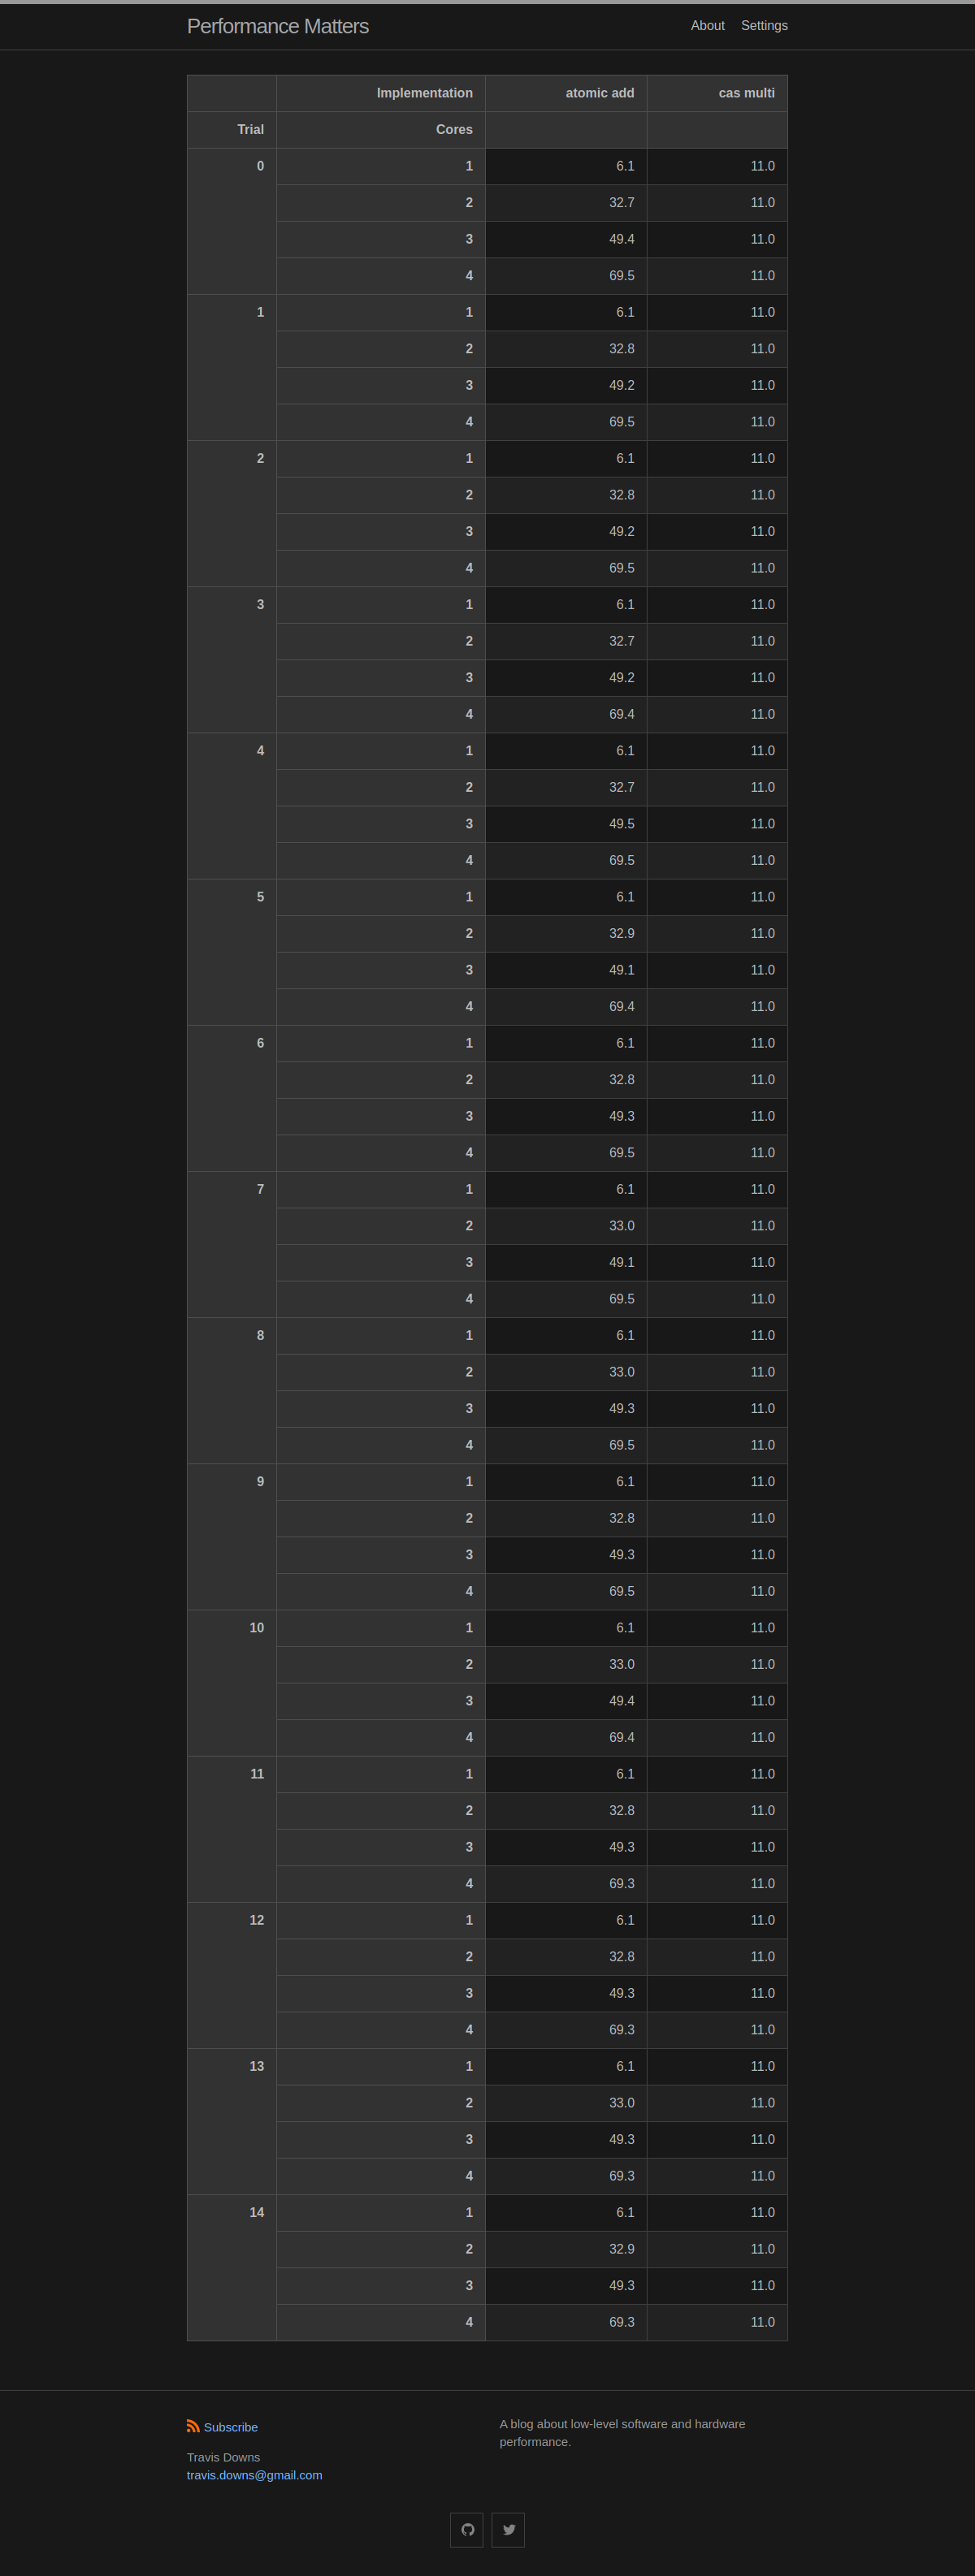 Performance Matters About Settings
Implementation atomic add cas multi
Trial Cores
0 1 6.1 11.0
2 32.7 11.0
3 49.4 11.0
4 69.5 11.0
1 1 6.1 11.0
2 32.8 11.0
3 49.2 11.0
4 69.5 11.0
2 1 6.1 11.0
2 32.8 11.0
3 49.2 11.0
4 69.5 11.0
3 1 6.1 11.0
2 32.7 11.0
3 49.2 11.0
4 69.4 11.0
4 1 6.1 11.0
2 32.7 11.0
3 49.5 11.0
4 69.5 11.0
5 1 6.1 11.0
2 32.9 11.0
3 49.1 11.0
4 69.4 11.0
6 1 6.1 11.0
2 32.8 11.0
3 49.3 11.0
4 69.5 11.0
7 1 6.1 11.0
2 33.0 11.0
3 49.1 11.0
4 69.5 11.0
8 1 6.1 11.0
2 33.0 11.0
3 49.3 11.0
4 69.5 11.0
9 1 6.1 11.0
2 32.8 11.0
3 49.3 11.0
4 69.5 11.0
10 1 6.1 11.0
2 33.0 11.0
3 49.4 11.0
4 69.4 11.0
11 1 6.1 11.0
2 32.8 11.0
3 49.3 11.0
4 69.3 11.0
12 1 6.1 11.0
2 32.8 11.0
3 49.3 11.0
4 69.3 11.0
13 1 6.1 11.0
2 33.0 11.0
3 49.3 11.0
4 69.3 11.0
14 1 6.1 11.0
2 32.9 11.0
3 49.3 11.0
4 69.3 11.0
Subscribe
Travis Downs
travis.downs@gmail.com
A blog about low-level software and hardware
performance.